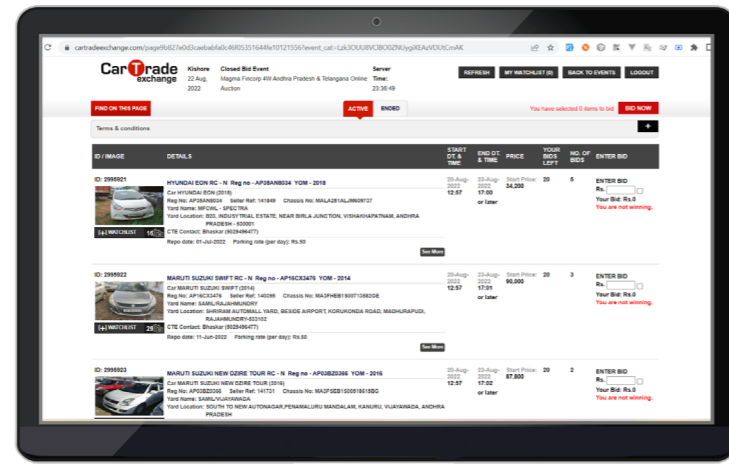 cartradeexchange.com/page
CarTrade
exchange
Kishore
22 Aug,
2022
Closed Bid Event
Magma Fincorp 4W Andhra Pradesh & Telangana Online
Auction
Server
Time:
23:36:49
REFRESH
MY WATCHLIST (0)
BACK TO EVENTS
LOGOUT
FIND ON THIS PAGE
ACTIVE
ENDED
You have selected 0 items to bid
BID NOW
Terms & conditions
+
ID / IMAGE
DETAILS
START
DT. &
TIME
END DT.
& TIME
PRICE
YOUR
BIDS
LEFT
NO. OF
BIDS
ENTER BID
ID: 2995921
HYUNDAI EON RC - N Reg no - AP35AN8034 YOM - 2018
Car HYUNDAI EON (2018)
Reg No: AP35AN8034 Seller Ref: 141849 Chassis No:
Yard Name: MFCWL - SPECTRA
Yard Location: B23, INDUSYTRIAL ESTATE, NEAR BIRLA JUNCTION, VISHAKHAPATNAM, ANDHRA
PRADESH - 530001
CTE Contact: Bhaskar (9029496477)
Repo date: 01-Jul-2022 Parking rate (per day): Rs.50
[+] WATCHLIST
16
See More
20-Aug-
2022
12:57
23-Aug-
2022
17:00
or later
Start Price:
34,200
20
8
ENTER BID
Rs.
Your Bid: Rs.0
You are not winning.
ID: 2995922
MARUTI SUZUKI SWIFT RC - N Reg no - AP16CX3476 YOM - 2014
Car MARUTI SUZUKI SWIFT (2014)
Reg No: AP16CX3476 Seller Ref: 140096 Chassis No:
Yard Name: SAMIL/RAJAHMUNDRY
Yard Location: SHRIRAM AUTOMALL YARD, BESIDE AIRPORT, KORUKONDA ROAD, MADHURAPUDI,
RAJAHMUNDRY-533102
CTE Contact: Bhaskar (9029496477)
Repo date: 11-Jun-2022 Parking rate (per day): Rs.50
[+] WATCHLIST
28
See More
20-Aug-
2022
12:57
23-Aug-
2022
17:01
or later
Start Price:
90,000
20
3
ENTER BID
Rs.
Your Bid: Rs.0
You are not winning.
ID: 2995923
MARUTI SUZUKI NEW DZIRE TOUR RC - N Reg no - AP03BZ0366 YOM - 2016
Car MARUTI SUZUKI NEW DZIRE TOUR (2016)
Reg No: AP03BZ0366 Seller Ref: 141731 Chassis No:
Yard Name: SAMIL/VIJAYAWADA
Yard Location: SOUTH TO NEW AUTONAGAR,PENAMALURU MANDALAM, KANURU, VIJAYAWADA, ANDHRA
PRADESH
20-Aug-
2022
12:57
23-Aug-
2022
17:02
or later
Start Price:
87,800
20
2
ENTER BID
Rs.
Your Bid: Rs.0
You are not winning.